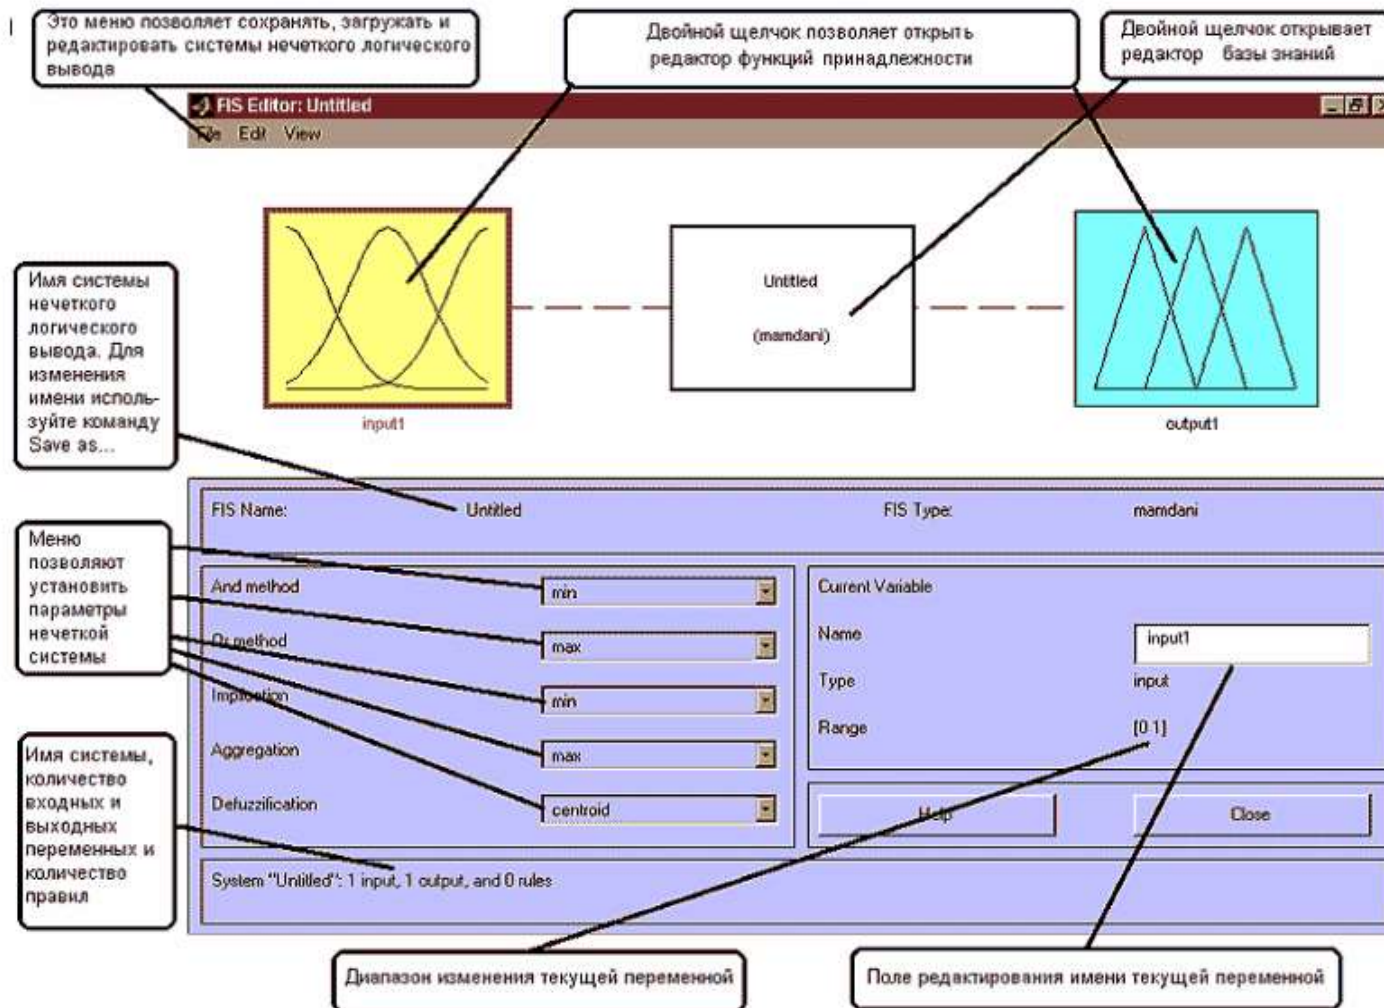 Это меню позволяет сохранять, загружать и
редактировать системы нечеткого логического
вывода
Двойной щелчок позволяет открыть
редактор функций принадлежности
Двойной щелчок открывает
редактор базы знаний
FIS Editor: Untitled
File Edit View
Untitled
(mamdani)
input1
output1
Имя системы
нечеткого
логического
вывода. Для
изменения
имени исполь-
зуйте команду
Save as...
FIS Name:
Untitled
FIS Type:
mamdani
Меню
позволяют
установить
параметры
нечеткой
системы
And method
min
Or method
max
Implication
min
Aggregation
max
Defuzzification
centroid
Current Variable
Name
input1
Type
input
Range
[0 1]
Help
Close
Имя системы,
количество
входных и
выходных
переменных и
количество
правил
System "Untitled": 1 input, 1 output, and 0 rules
Диапазон изменения текущей переменной
Поле редактирования имени текущей переменной